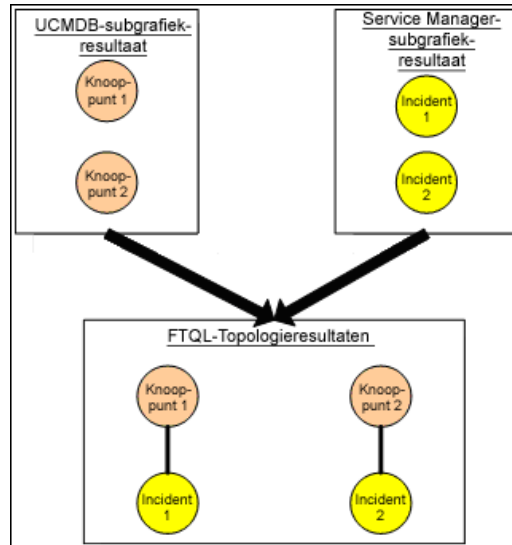 UCMDB-subgrafiek-
resultaat
Knoop-
punt 1
Knoop-
punt 2
Service Manager-
subgrafiek-
resultaat
Incident
1
Incident
2
FTQL-Topologieresultaten
Knoop-
punt 1
Knoop-
punt 2
Incident
1
Incident
2